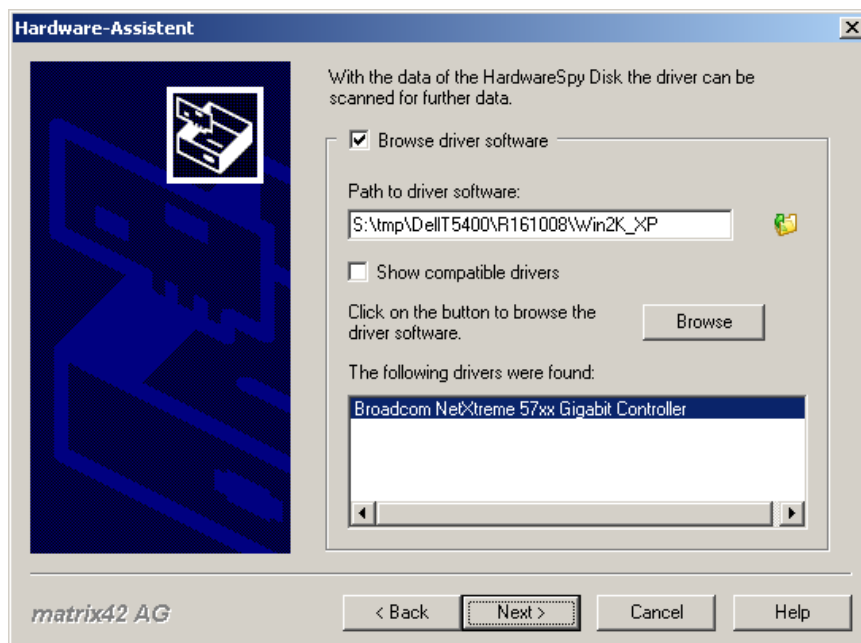 Hardware-Assistent
With the data of the HardwareSpy Disk the driver can be
scanned for further data.
Browse driver software
Path to driver software:
S:\tmp\DellT5400\R161008\Win2K_XP
Show compatible drivers
Click on the button to browse the
driver software.
Browse
The following drivers were found:
Broadcom NetXtreme 57xx Gigabit Controller
matrix42 AG
< Back
Next >
Cancel
Help